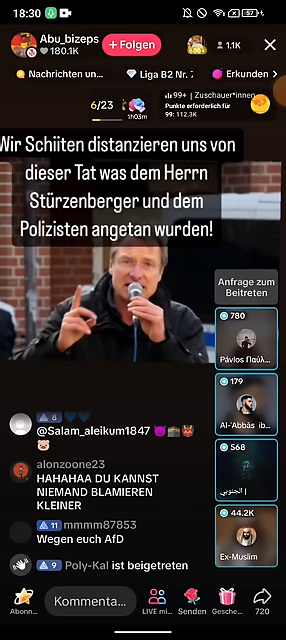 18:30
Abu_bizeps
180.1K
+ Folgen
1.1K
Nachrichten un...
Liga B2 Nr. 7
Erkunden
6/23
1h03m
99+ | Zuschauer*innen
Punkte erforderlich für
99: 112.3K
Wir Schiiten distanzieren uns von
dieser Tat was dem Herrn
Stürzenberger und dem
Polizisten angetan wurden!
Anfrage zum
Beitreten
780
Pávlos Παύλ...
179
Al-'Abbās ib...
568
الجنوبي |
44.2K
Ex-Muslim
8
@Salam_aleikum1847
alonzoone23
HAHAHAA DU KANNST
NIEMAND BLAMIEREN
KLEINER
11 mmmm87853
Wegen euch AfD
9 Poly-Kal ist beigetreten
Abonn...
Kommenta...
LIVE mi...
Senden
Gesche...
720